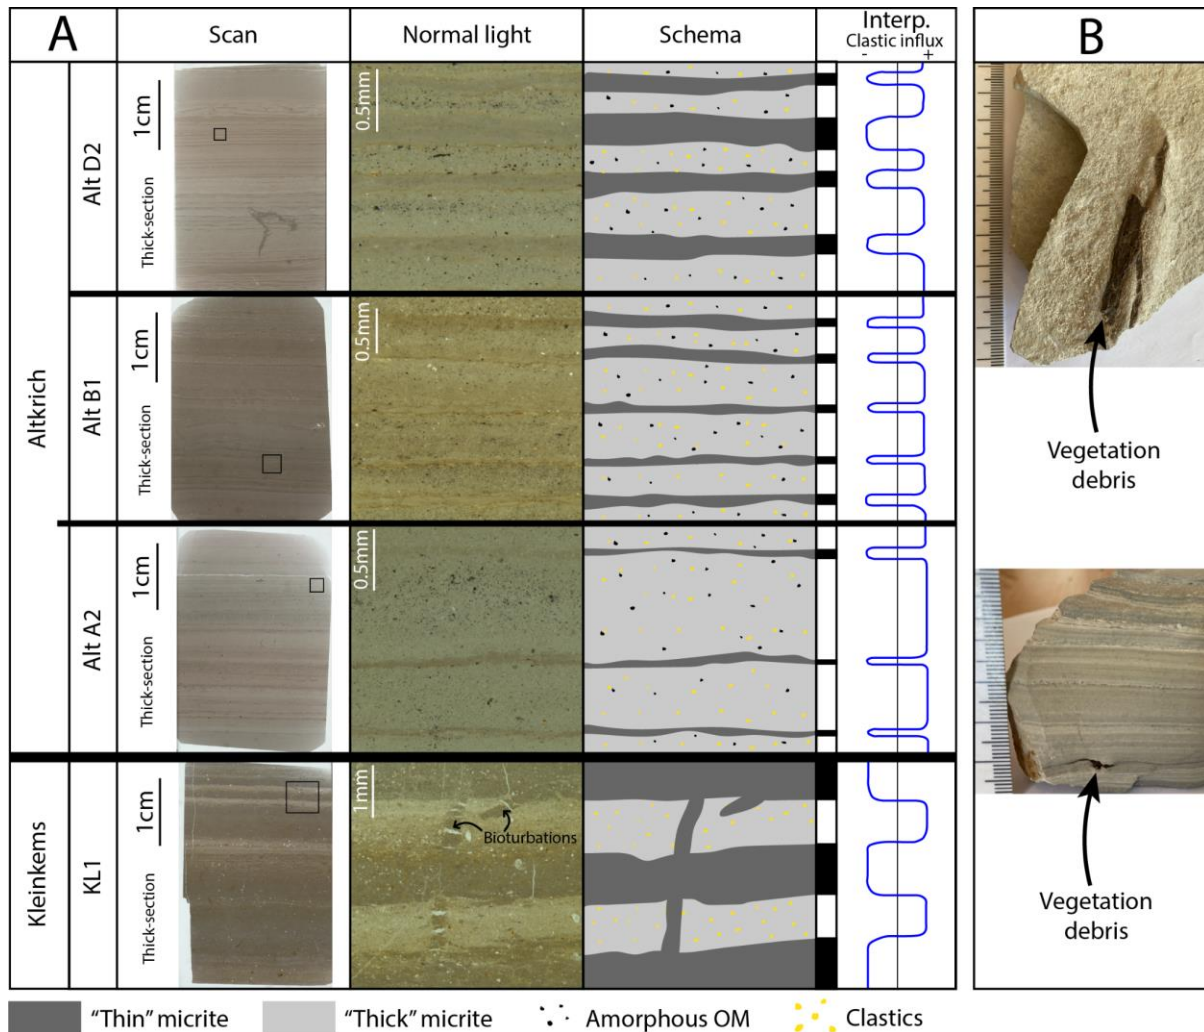 A
Scan
Normal light
Schema
Interp.
Clastic influx
- +
B
Altkrich
Alt D2
Thick-section
1cm
0.5mm
Alt B1
Thick-section
1cm
0.5mm
Alt A2
Thick-section
1cm
0.5mm
Kleinkems
KL1
Thick-section
1cm
1mm
Bioturbations
Vegetation
debris
Vegetation
debris
"Thin" micrite
"Thick" micrite
Amorphous OM
Clastics